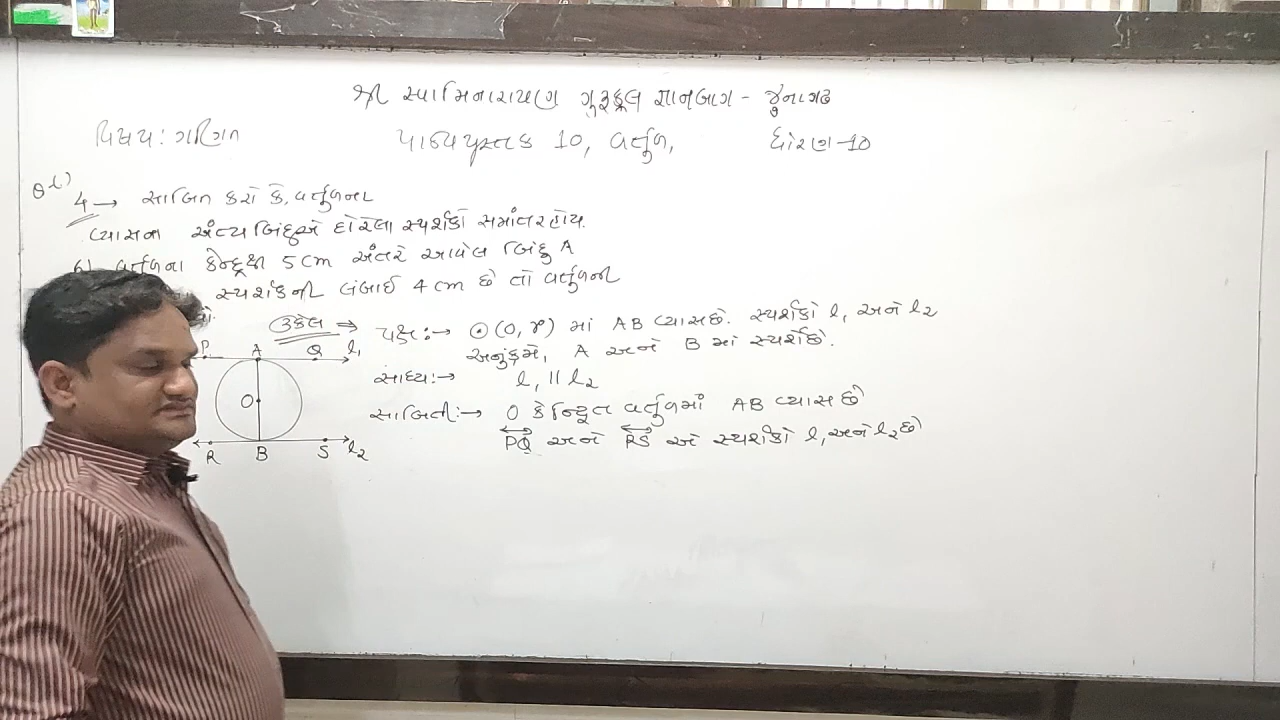 શ્રી સ્વામિનારાયણ ગુરુકુલ જ્ઞાનબાગ - જુનાગઢ
વિષય: ગણિત પાઠ્યપુસ્તક 10, વર્તુળ, ધોરણ-10
4 → સાબિત કરો કે, વર્તુળના
વ્યાસના અંત્યબિંદુએ દોરેલા સ્પર્શકો સમાંતર હોય.
6) વર્તુળના કેન્દ્રથી 5 cm અંતરે આવેલ બિંદુ A
સ્પર્શકની લંબાઈ 4 cm છે તો વર્તુળની
ઉકેલ ⇒ પક્ષ:→ ⊙(O, r) માં AB વ્યાસ છે. સ્પર્શકો l₁ અને l₂
અનુક્રમે, A અને B માં સ્પર્શે છે.
P A Q l₁
સાધ્ય:→ l₁ || l₂
O
સાબિતી:→ O કેન્દ્રિત વર્તુળમાં AB વ્યાસ છે
PQ અને RS એ સ્પર્શકો l₁ અને l₂ છે
R B S l₂